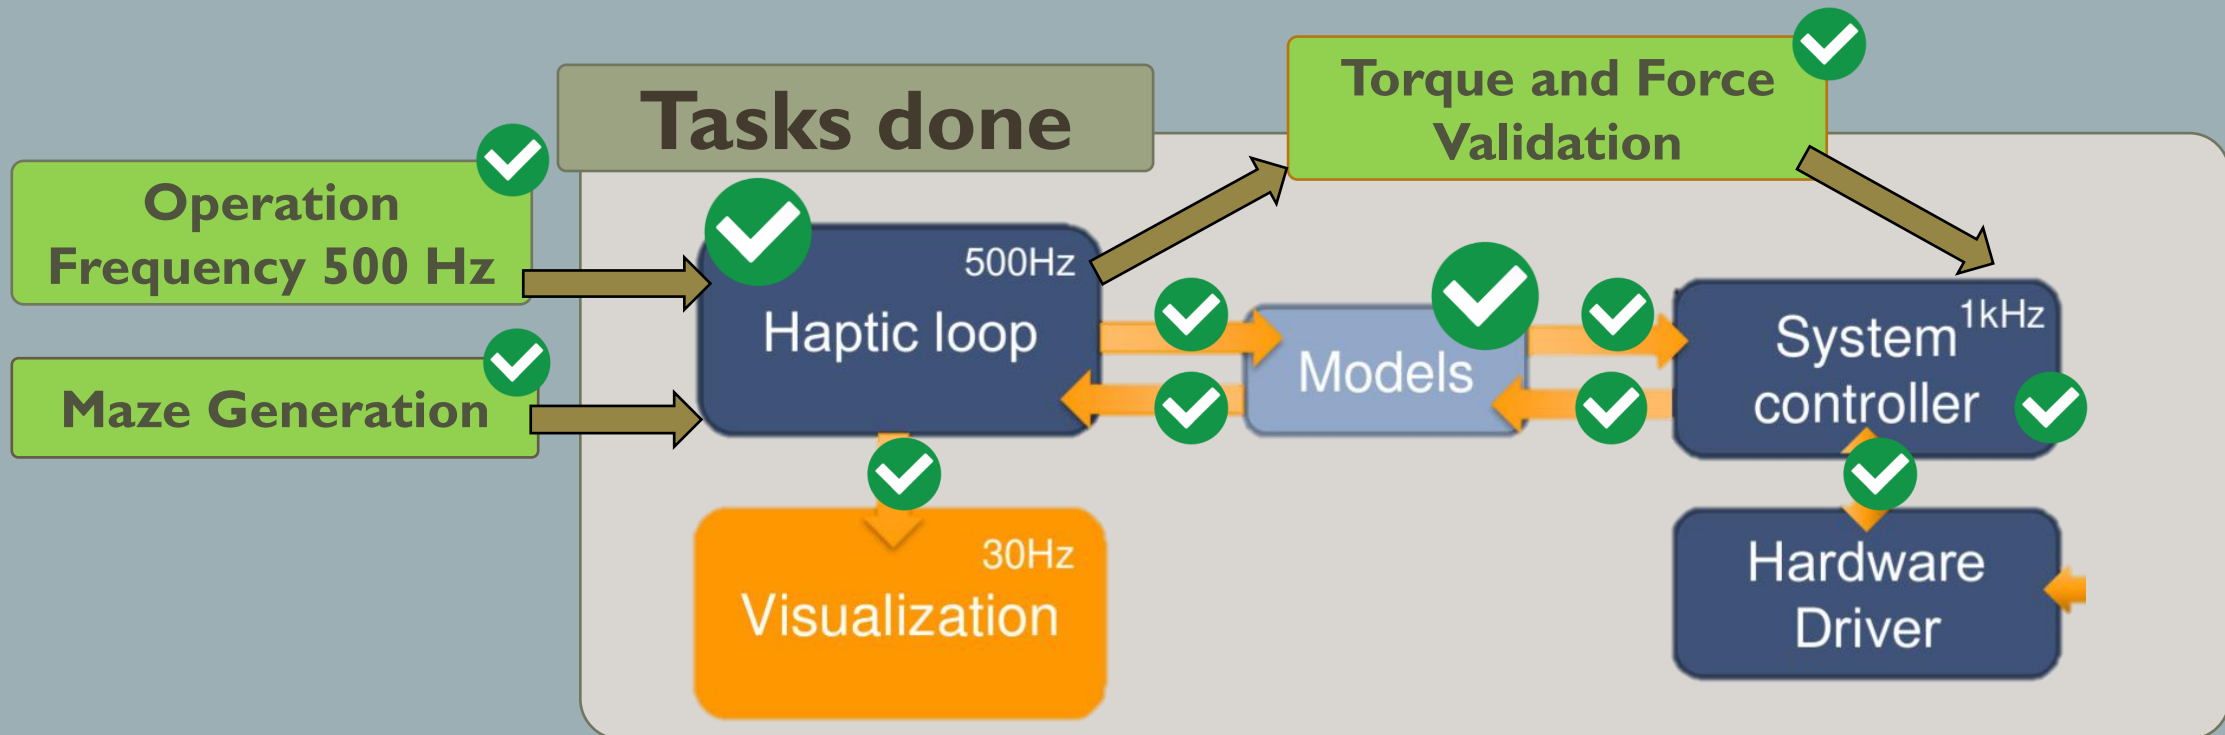 Tasks done
Torque and Force
Validation
Operation
Frequency 500 Hz
Maze Generation
500Hz
Haptic loop
Models
1kHz
System
controller
30Hz
Visualization
Hardware
Driver